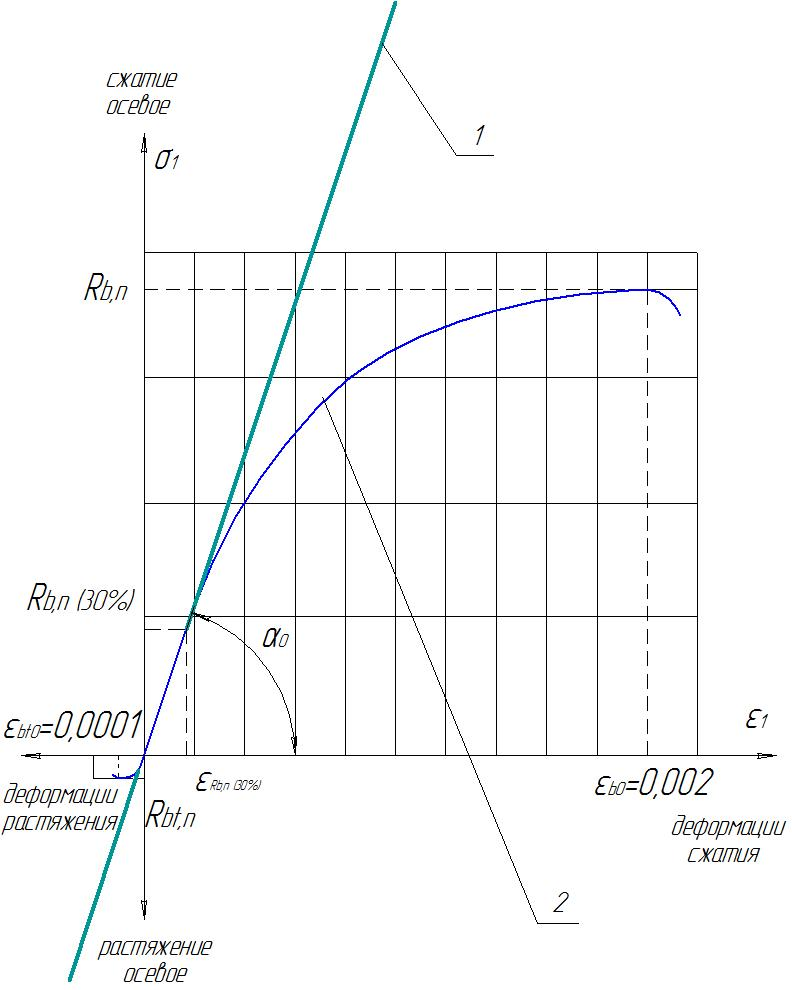 сжатие
осевое
σ1
1
Rb,n
Rb,n (30%)
α0
εbt0=0,0001
ε1
εRb,n (30%)
εb0=0,002
деформации
растяжения
Rbt,n
деформации
сжатия
2
растяжение
осевое